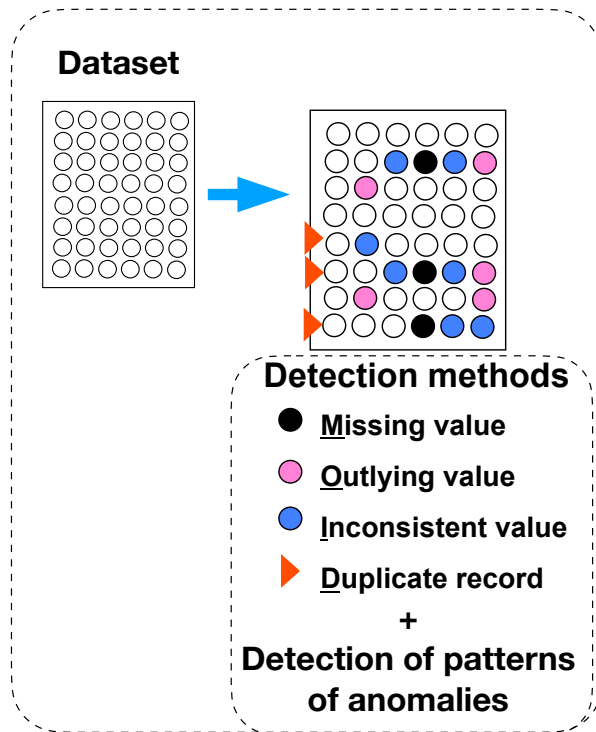 Dataset
Detection methods
Missing value
Outlying value
Inconsistent value
Duplicate record
+
Detection of patterns
of anomalies